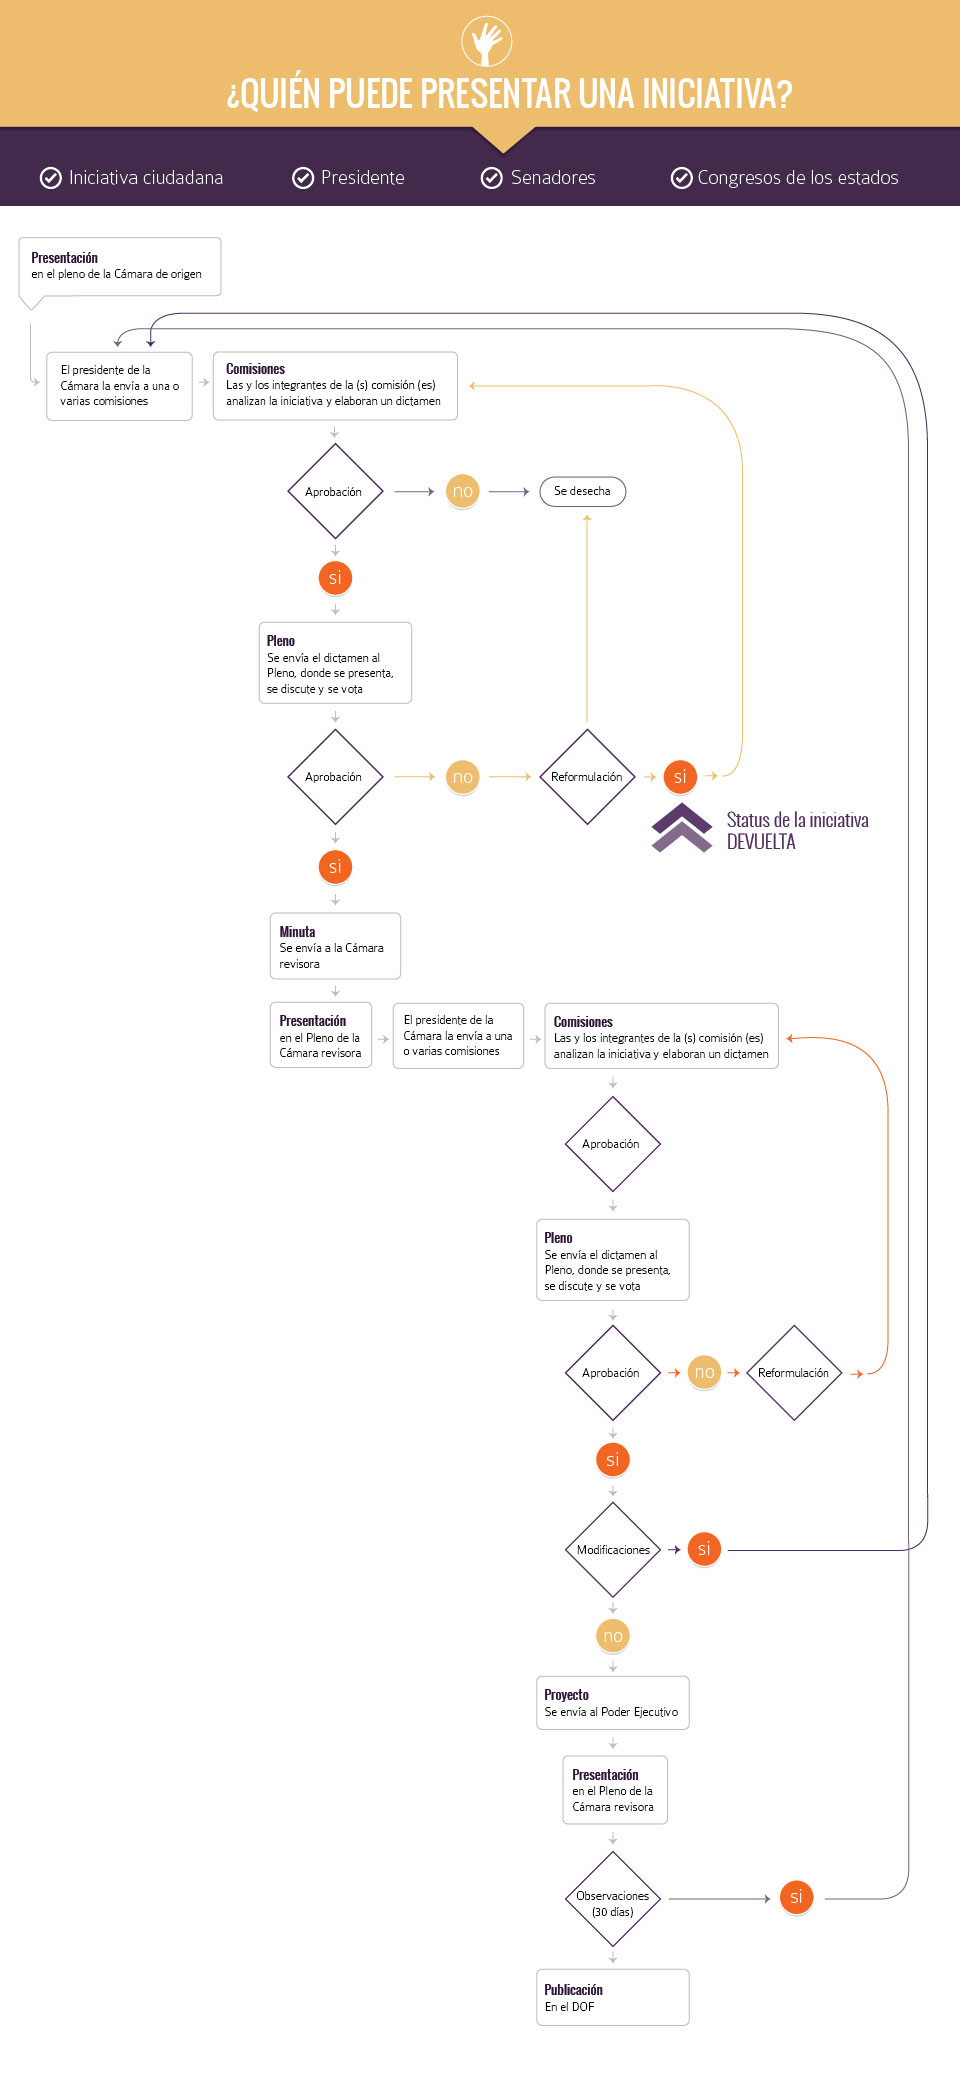 ¿QUIÉN PUEDE PRESENTAR UNA INICIATIVA?
Iniciativa ciudadana
Presidente
Senadores
Congresos de los estados
Presentación
en el pleno de la Cámara de origen
El presidente de la
Cámara la envía a una o
varias comisiones
Comisiones
Las y los integrantes de la (s) comisión (es)
analizan la iniciativa y elaboran un dictamen
Aprobación
no
Se desecha
si
Pleno
Se envía el dictamen al
Pleno, donde se presenta,
se discute y se vota
Aprobación
no
Reformulación
si
Status de la iniciativa
DEVUELTA
si
Minuta
Se envía a la Cámara
revisora
Presentación
en el Pleno de la
Cámara revisora
El presidente de la
Cámara la envía a una
o varias comisiones
Comisiones
Las y los integrantes de la (s) comisión (es)
analizan la iniciativa y elaboran un dictamen
Aprobación
Pleno
Se envía el dictamen al
Pleno, donde se presenta,
se discute y se vota
Aprobación
no
Reformulación
si
Modificaciones
si
no
Proyecto
Se envía al Poder Ejecutivo
Presentación
en el Pleno de la
Cámara revisora
Observaciones
(30 días)
si
Publicación
En el DOF